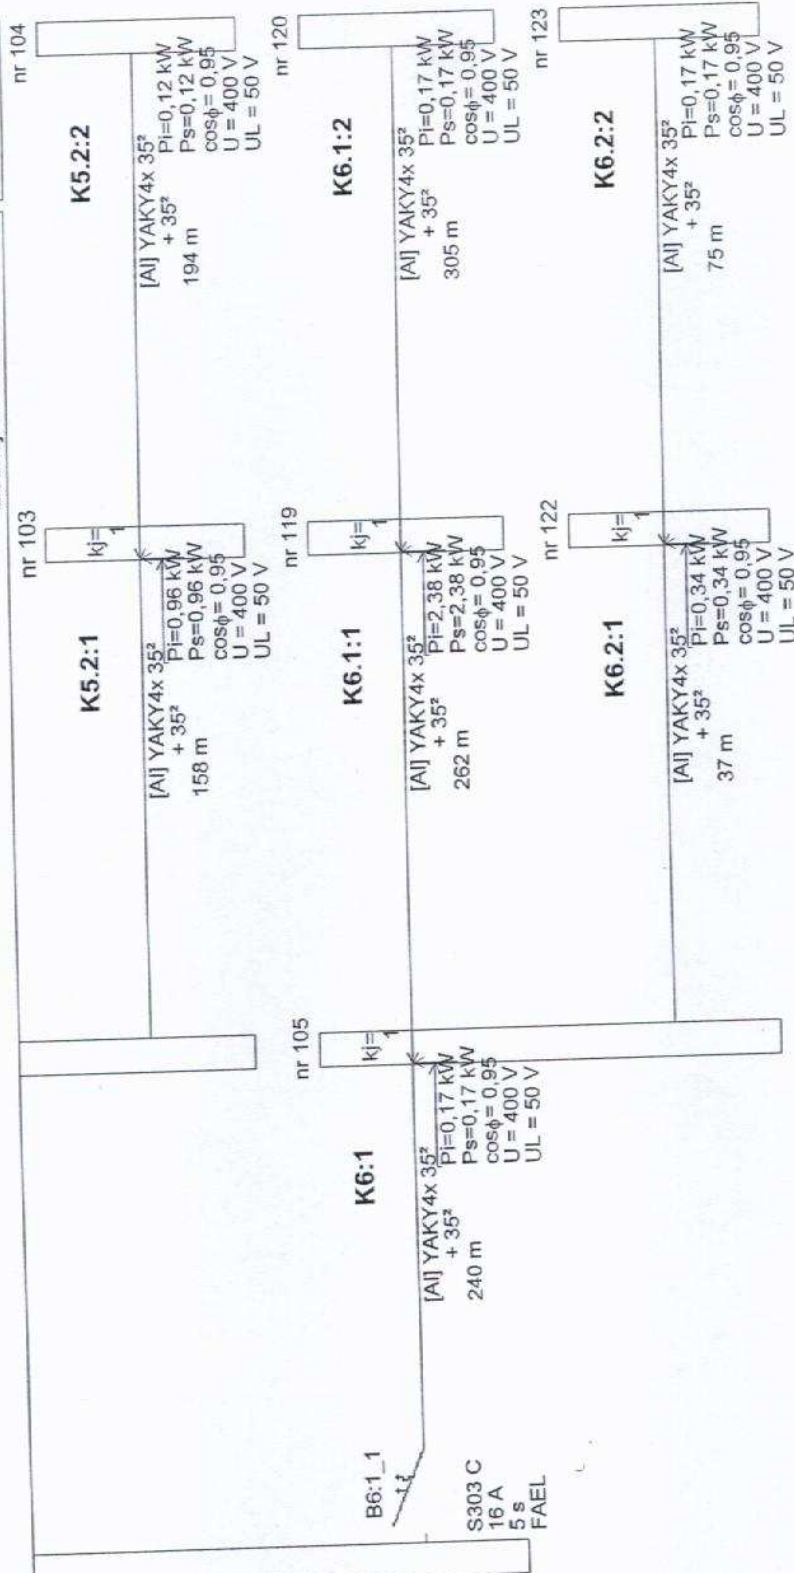 nr 104
K5.2:2
[Al] YAKY4x 35²
+ 35²
194 m
Pi=0,12 kW
Ps=0,12 kW
cosϕ= 0,95
U = 400 V
UL = 50 V
nr 103
kj=
1
K5.2:1
[Al] YAKY4x 35²
+ 35²
158 m
Pi=0,96 kW
Ps=0,96 kW
cosϕ= 0,95
U = 400 V
UL = 50 V
nr 120
K6.1:2
[Al] YAKY4x 35²
+ 35²
305 m
Pi=0,17 kW
Ps=0,17 kW
cosϕ= 0,95
U = 400 V
UL = 50 V
nr 119
kj=
1
K6.1:1
[Al] YAKY4x 35²
+ 35²
262 m
Pi=2,38 kW
Ps=2,38 kW
cosϕ= 0,95
U = 400 V
UL = 50 V
nr 105
kj=
1
K6:1
[Al] YAKY4x 35²
+ 35²
240 m
Pi=0,17 kW
Ps=0,17 kW
cosϕ= 0,95
U = 400 V
UL = 50 V
B6:1_1
S303 C
16 A
5 s
FAEL
nr 123
K6.2:2
[Al] YAKY4x 35²
+ 35²
75 m
Pi=0,17 kW
Ps=0,17 kW
cosϕ= 0,95
U = 400 V
UL = 50 V
nr 122
kj=
1
K6.2:1
[Al] YAKY4x 35²
+ 35²
37 m
Pi=0,34 kW
Ps=0,34 kW
cosϕ= 0,95
U = 400 V
UL = 50 V